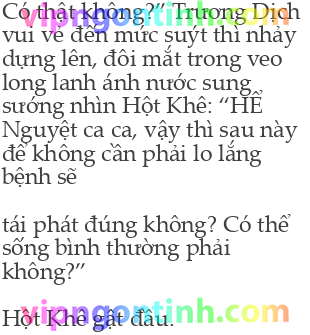 Có thật không?” Trương Dịch
vui vẻ đến mức suýt thì nhảy
dựng lên, đôi mắt trong veo
long lanh ánh nước sung
sướng nhìn Hột Khê: “HỀ
Nguyệt ca ca, vậy thì sau này
để không cần phải lo lắng
bệnh sẽ
tái phát đúng không? Có thể
sống bình thường phải
không?”
vipngontinh.com
Hột Khê gật đầu.
vipngontinh.com